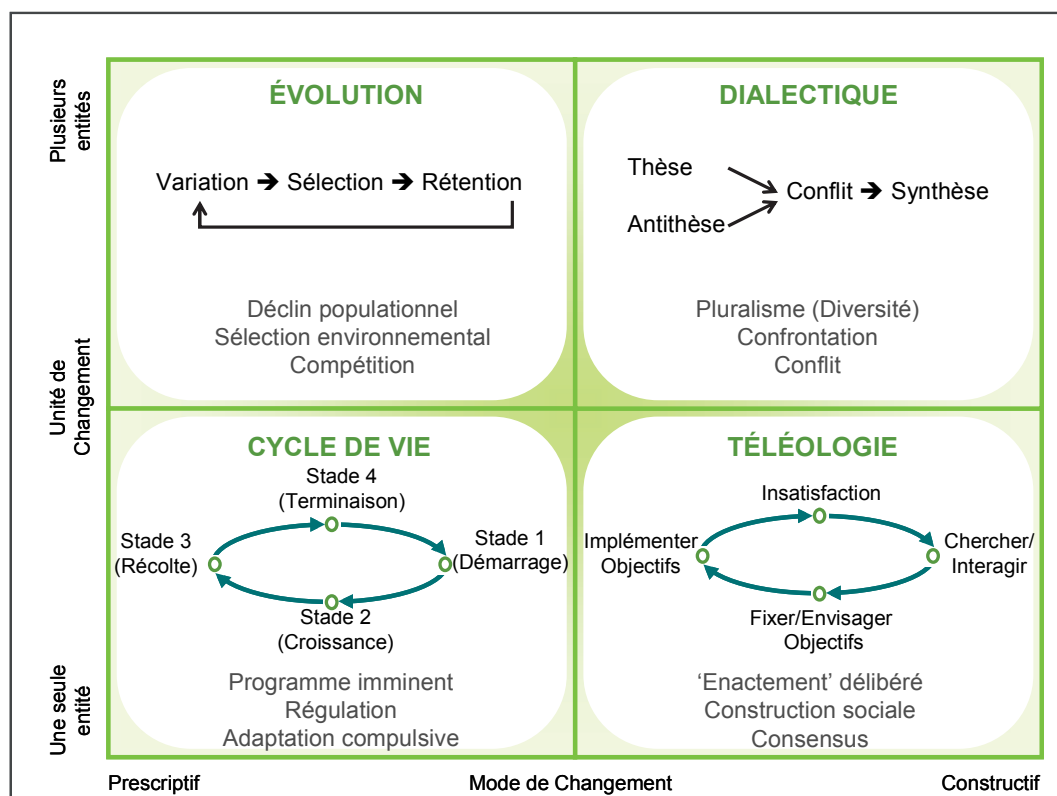 Plusieurs
entités
ÉVOLUTION
Variation ➔ Sélection ➔ Rétention
Déclin populationnel
Sélection environnemental
Compétition
DIALECTIQUE
Thèse
Antithèse
Conflit ➔ Synthèse
Pluralisme (Diversité)
Confrontation
Conflit
Unité de
Changement
CYCLE DE VIE
Stade 4
(Terminaison)
Stade 3
(Récolte)
Stade 1
(Démarrage)
Stade 2
(Croissance)
Programme imminent
Régulation
Adaptation compulsive
TÉLÉOLOGIE
Insatisfaction
Implémenter
Objectifs
Chercher/
Interagir
Fixer/Envisager
Objectifs
‘Enactement’ délibéré
Construction sociale
Consensus
Une seule
entité
Prescriptif
Mode de Changement
Constructif